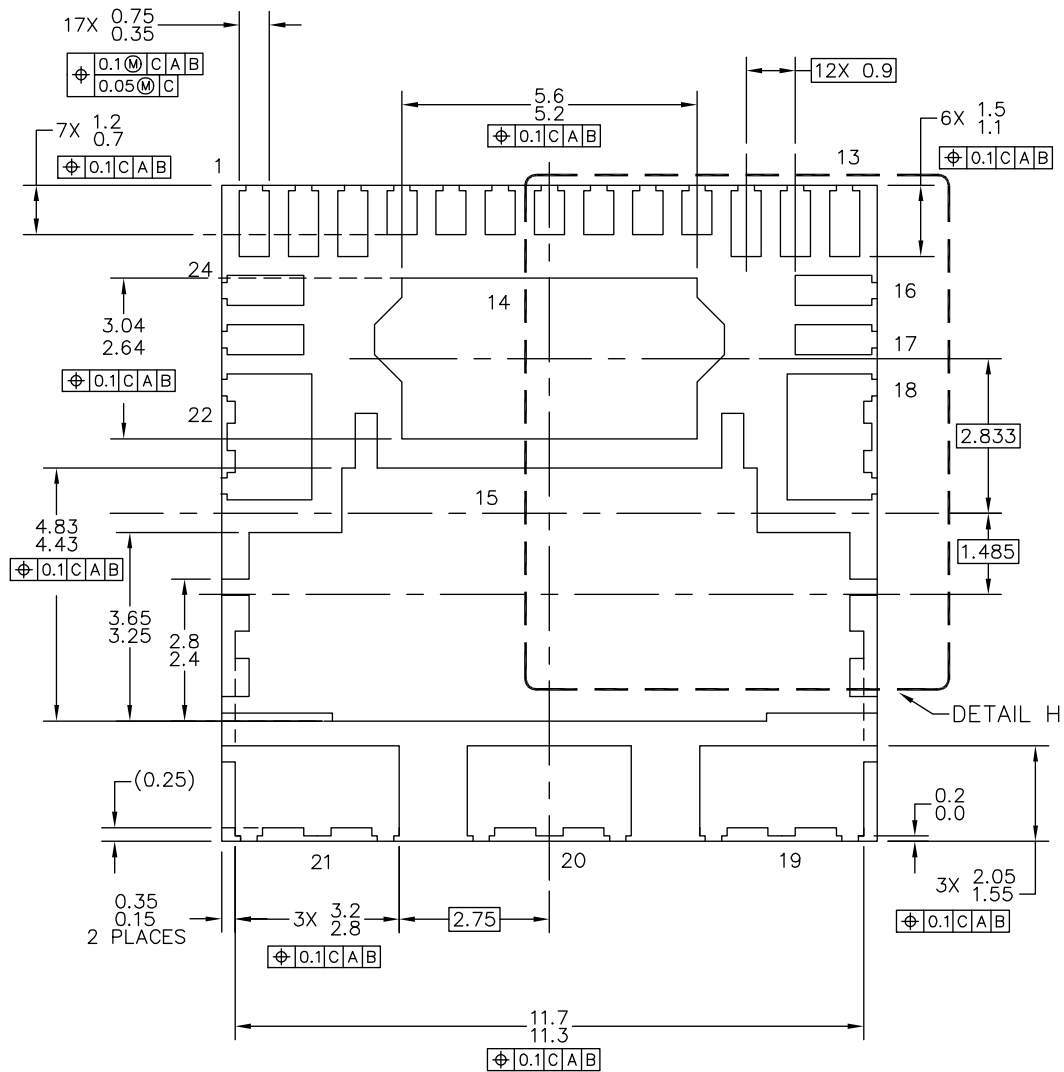 17X 0.75
0.35
⌖ 0.1Ⓜ C A B
0.05Ⓜ C
12X 0.9
5.6
5.2
⌖ 0.1 C A B
7X 1.2
0.7
⌖ 0.1 C A B
6X 1.5
1.1
⌖ 0.1 C A B
1
13
24
14
16
3.04
2.64
⌖ 0.1 C A B
17
18
22
2.833
15
4.83
4.43
⌖ 0.1 C A B
1.485
3.65
3.25
2.8
2.4
DETAIL H
(0.25)
0.2
0.0
21
20
19
3X 2.05
1.55
⌖ 0.1 C A B
0.35
0.15
2 PLACES
3X 3.2
2.8
⌖ 0.1 C A B
2.75
11.7
11.3
⌖ 0.1 C A B